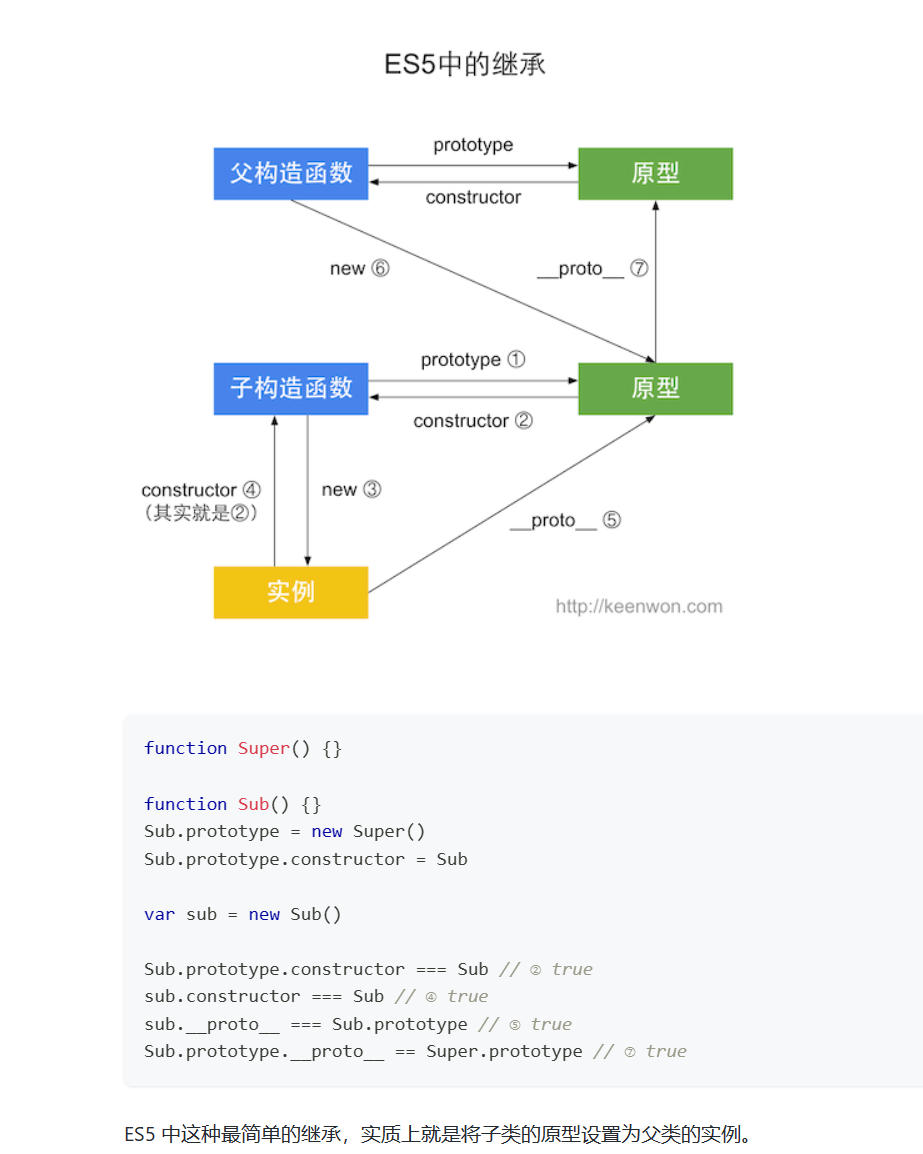 ES5中的继承
prototype
父构造函数
原型
constructor
new ⑥
__proto__ ⑦
prototype ①
子构造函数
原型
constructor ②
constructor ④
new ③
（其实就是②）
__proto__ ⑤
实例
http://keenwon.com
function Super() {}
function Sub() {}
Sub.prototype = new Super()
Sub.prototype.constructor = Sub
var sub = new Sub()
Sub.prototype.constructor === Sub // ② true
sub.constructor === Sub // ④ true
sub.__proto__ === Sub.prototype // ⑤ true
Sub.prototype.__proto__ == Super.prototype // ⑦ true
ES5 中这种最简单的继承，实质上就是将子类的原型设置为父类的实例。